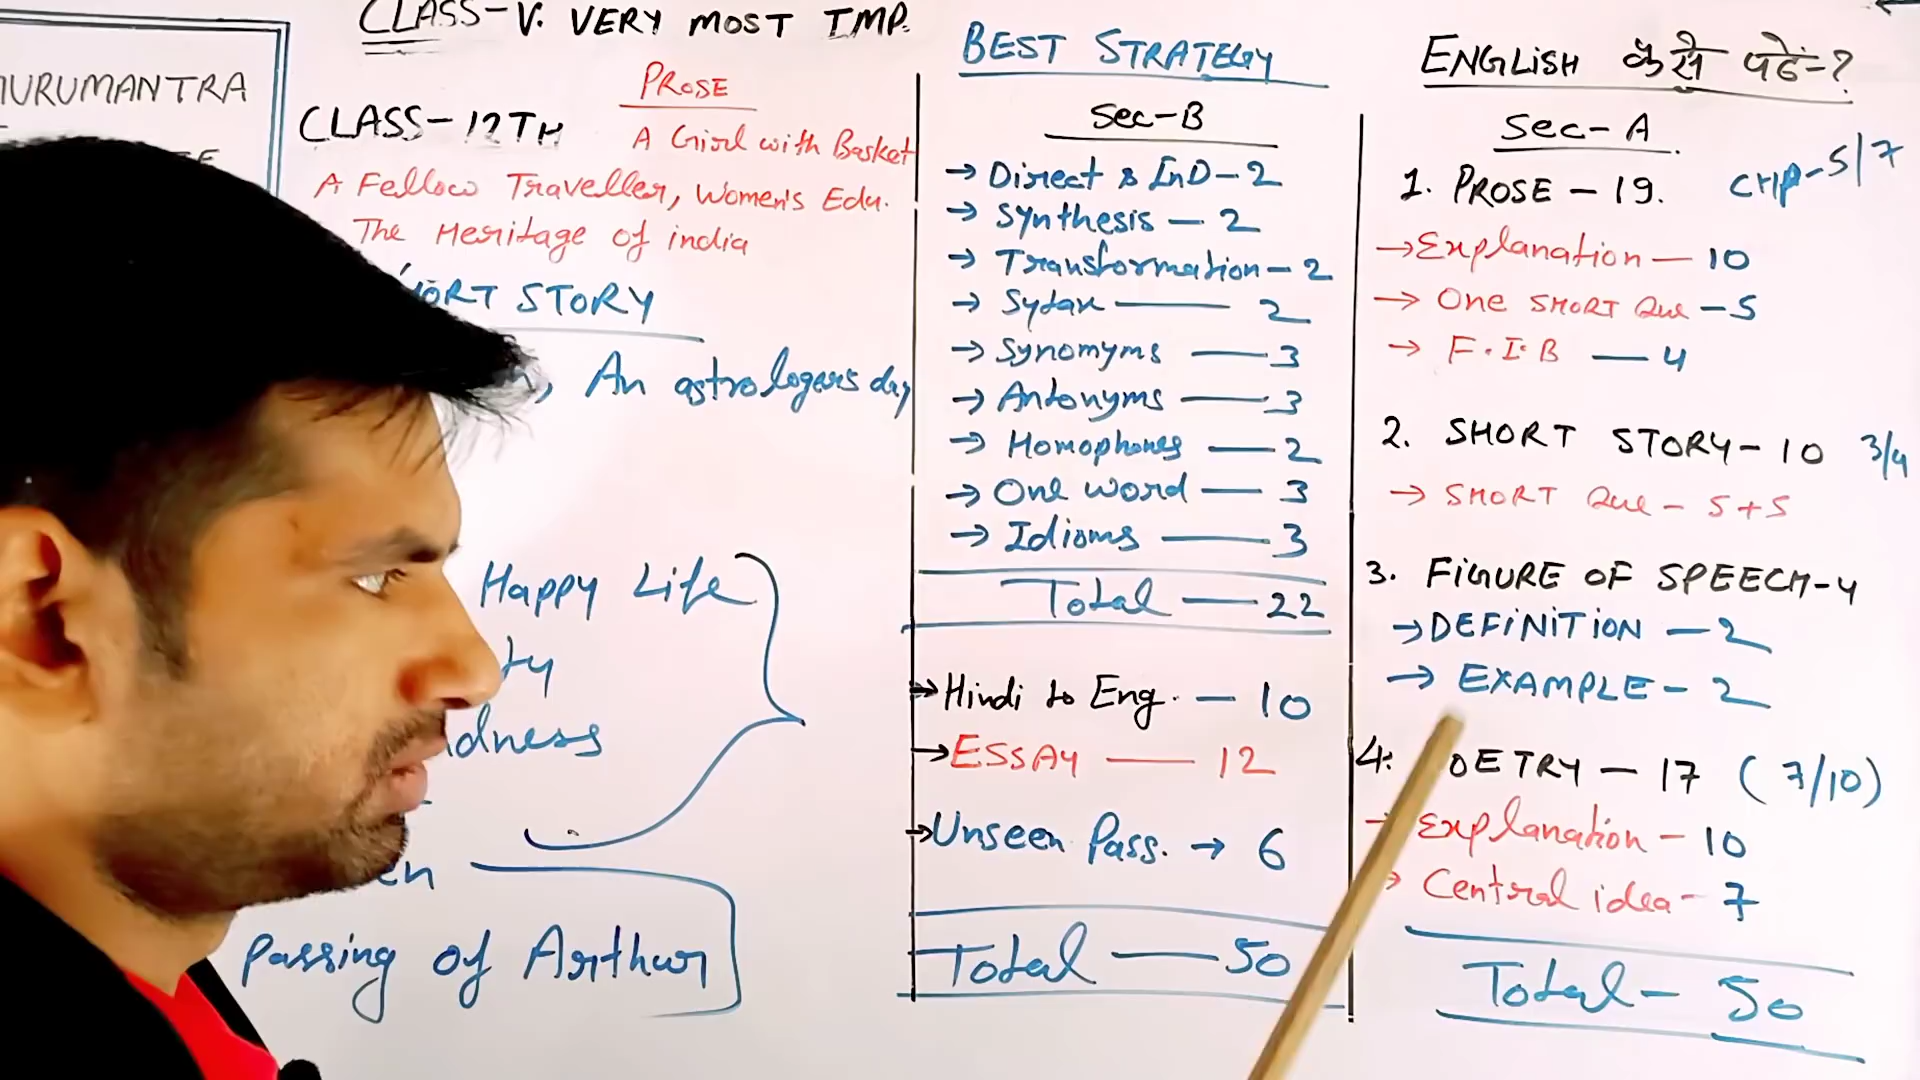 CLASS-V. VERY MOST IMP.
URUMANTRA
CLASS-12TH
PROSE
A Girl with Basket
A Fellow Traveller, Women's Edu.
The Heritage of india
ORT STORY
An astrologers day
Happy Life
ty
dness
en
Passing of Arthur
BEST STRATEGY
Sec-B
→ Direct & InD-2
→ Synthesis — 2
→ Transformation-2
→ Sytax — 2
→ Synomyms — 3
→ Antonyms — 3
→ Homophones — 2
→ One word — 3
→ Idioms — 3
Total — 22
→ Hindi to Eng. — 10
→ ESSAY — 12
→ Unseen Pass. → 6
Total — 50
ENGLISH कैसे पढें-?
Sec-A
1. PROSE-19. CHP-5/7
→ Explanation — 10
→ One SHORT Que -5
→ F.I.B — 4
2. SHORT STORY-10 3/4
→ SHORT Que - 5+5
3. FIGURE OF SPEECH-4
→ DEFINITION — 2
→ EXAMPLE - 2
4. OETRY — 17 (7/10)
→ Explanation - 10
→ Central idea - 7
Total - 50